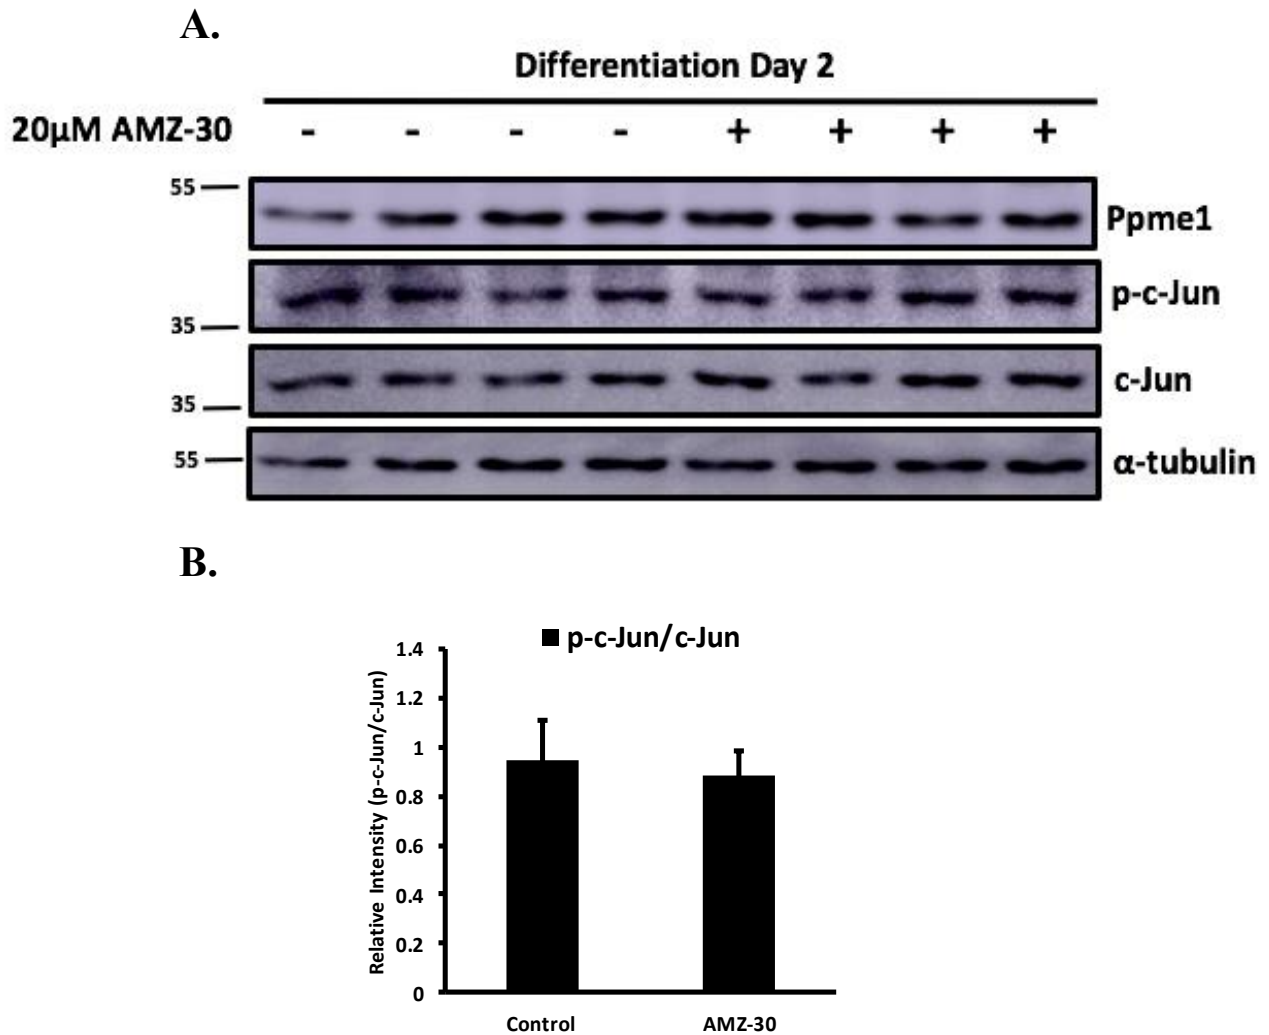 A.
Differentiation Day 2
20μM AMZ-30 - - - - + + + +
55
Ppme1
p-c-Jun
35
c-Jun
35
55
α-tubulin
B.
p-c-Jun/c-Jun
Relative Intensity (p-c-Jun/c-Jun)
1.4
1.2
1
0.8
0.6
0.4
0.2
0
Control AMZ-30